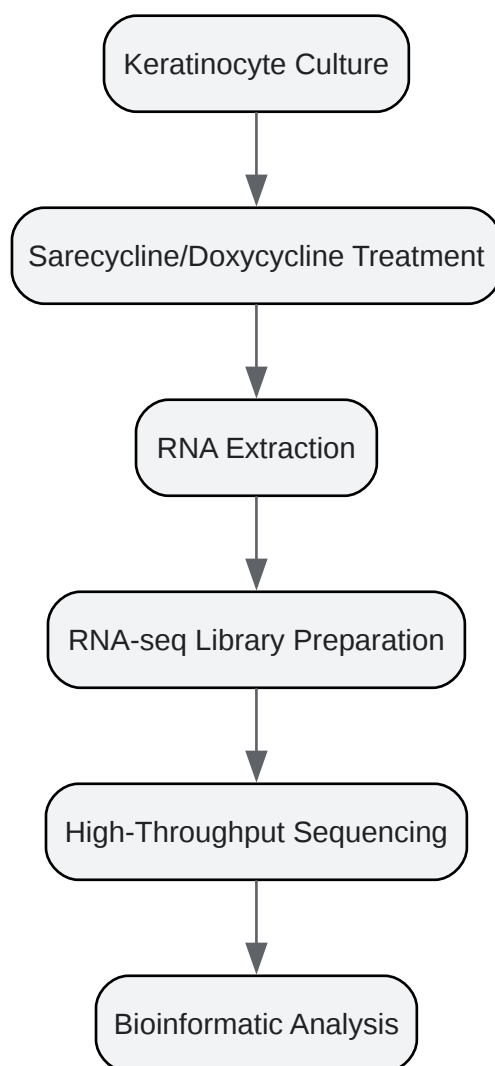 Keratinocyte Culture
Sarecycline/Doxycycline Treatment
RNA Extraction
RNA-seq Library Preparation
High-Throughput Sequencing
Bioinformatic Analysis